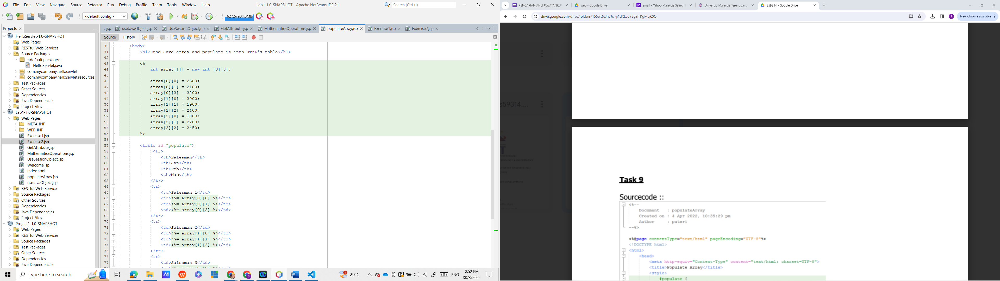 File Edit View Navigate Source Refactor Run Debug Profile Team Tools Window Help
Lab1-1.0-SNAPSHOT - Apache NetBeans IDE 21
Search (Ctrl+I)
<default config>
627.5/904.0MB
Projects
HelloServlet-1.0-SNAPSHOT
Web Pages
RESTful Web Services
Source Packages
<default package>
HelloServlet.java
com.mycompany.helloservlet
com.mycompany.helloservlet.resources
Test Packages
Other Sources
Dependencies
Java Dependencies
Project Files
Lab1-1.0-SNAPSHOT
Web Pages
META-INF
WEB-INF
Exercise1.jsp
Exercise2.jsp
GetAttribute.jsp
MathematicsOperations.jsp
UseSessionObject.jsp
Welcome.jsp
index.html
populateArray.jsp
useJavaObject.jsp
RESTful Web Services
Source Packages
Other Sources
Dependencies
Java Dependencies
Project Files
Project1-1.0-SNAPSHOT
Web Pages
RESTful Web Services
Source Packages
Test Packages
Other Sources
Dependencies
Java Dependencies
...jsp useJavaObject.jsp UseSessionObject.jsp GetAttribute.jsp MathematicsOperations.jsp populateArray.jsp Exercise1.jsp Exercise2.jsp
Source History
40 <body>
41 <h1>Read Java array and populate it into HTML's table</h1>
42
43 <%
44 int array[][] = new int [3][3];
45
46 array[0][0] = 2500;
47 array[0][1] = 2100;
48 array[0][2] = 2200;
49 array[1][0] = 2000;
50 array[1][1] = 1900;
51 array[1][2] = 2400;
52 array[2][0] = 1800;
53 array[2][1] = 2200;
54 array[2][2] = 2450;
55 %>
56
57 <table id="populate">
58 <tr>
59 <th>Salesman</th>
60 <th>Jan</th>
61 <th>Feb</th>
62 <th>Mac</th>
63 </tr>
64 <tr>
65 <td>Salesman 1</td>
66 <td><%= array[0][0] %></td>
67 <td><%= array[0][1] %></td>
68 <td><%= array[0][2] %></td>
69 </tr>
70 <tr>
71 <td>Salesman 2</td>
72 <td><%= array[1][0] %></td>
73 <td><%= array[1][1] %></td>
74 <td><%= array[1][2] %></td>
75 </tr>
76 <tr>
77 <td>Salesman 3</td>
Type here to search
29°C
ENG
8:52 PM
30/3/2024
PENCARIAN AHLI JAWATANKU
web - Google Drive
email - Yahoo Malaysia Search
Universiti Malaysia Terengganu
S59314 - Google Drive
drive.google.com/drive/folders/155wt6zJnSJcmj1dXLLo73gYr-KgMqK0Q
New Chrome available
s59314....
Task 9
Sourcecode ::
<%--
Document : populateArray
Created on : 4 Apr 2022, 10:35:29 pm
Author : puteri
--%>
<%@page contentType="text/html" pageEncoding="UTF-8"%>
<!DOCTYPE html>
<html>
<head>
<meta http-equiv="Content-Type" content="text/html; charset=UTF-8">
<title>Populate Array</title>
<style>
#populate {